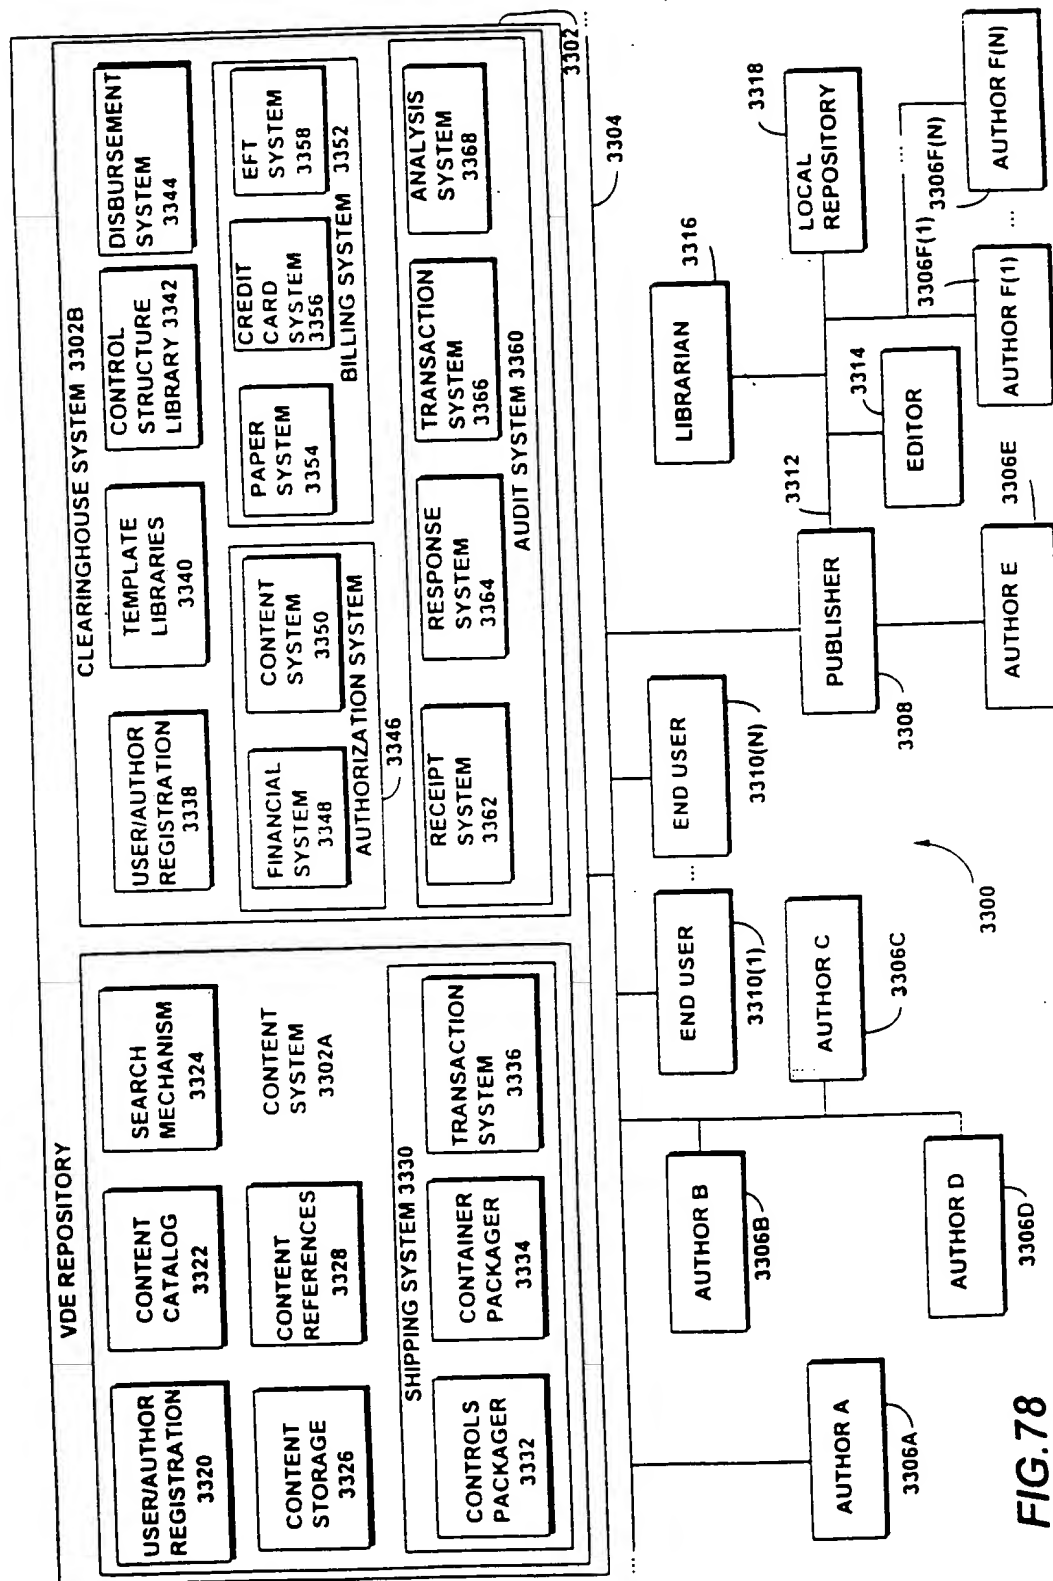 VDE REPOSITORY
USER/AUTHOR
REGISTRATION
3320
CONTENT
CATALOG
3322
SEARCH
MECHANISM
3324
CONTENT
STORAGE
3326
CONTENT
REFERENCES
3328
CONTENT
SYSTEM
3302A
SHIPPING SYSTEM 3330
CONTROLS
PACKAGER
3332
CONTAINER
PACKAGER
3334
TRANSACTION
SYSTEM
3336
CLEARINGHOUSE SYSTEM 3302B
USER/AUTHOR
REGISTRATION
3338
TEMPLATE
LIBRARIES
3340
CONTROL
STRUCTURE
LIBRARY 3342
DISBURSEMENT
SYSTEM
3344
FINANCIAL
SYSTEM
3348
CONTENT
SYSTEM
3350
AUTHORIZATION SYSTEM
3346
PAPER
SYSTEM
3354
CREDIT
CARD
SYSTEM
3356
EFT
SYSTEM
3358
BILLING SYSTEM 3352
RECEIPT
SYSTEM
3362
RESPONSE
SYSTEM
3364
TRANSACTION
SYSTEM
3366
ANALYSIS
SYSTEM
3368
AUDIT SYSTEM 3360
3302
...
3304
...
AUTHOR A
3306A
AUTHOR B
3306B
AUTHOR D
3306D
AUTHOR C
3306C
END USER
3310(1)
...
END USER
3310(N)
3300
PUBLISHER
3308
3312
AUTHOR E
3306E
EDITOR
3314
LIBRARIAN
3316
LOCAL
REPOSITORY
3318
AUTHOR F(1)
3306F(1)
...
...
AUTHOR F(N)
3306F(N)
FIG.78